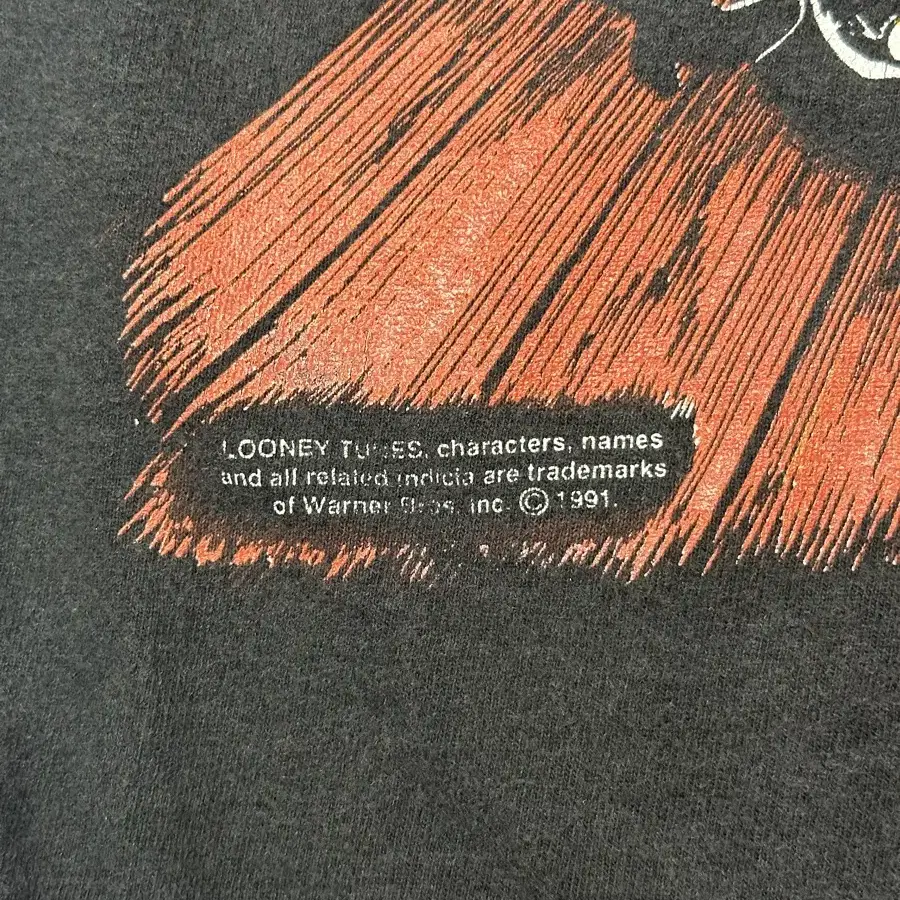 LOONEY TUNES, characters, names
and all related indicia are trademarks
of Warner Bros. Inc. © 1991.